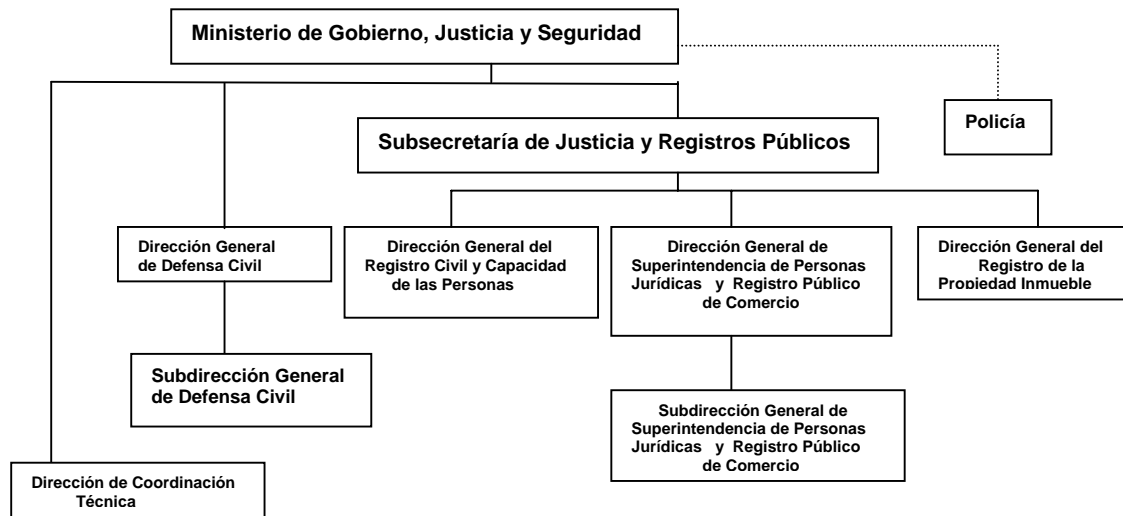 Ministerio de Gobierno, Justicia y Seguridad
Policía
Subsecretaría de Justicia y Registros Públicos
Dirección General
de Defensa Civil
Dirección General del
Registro Civil y Capacidad
de las Personas
Dirección General de
Superintendencia de Personas
Jurídicas y Registro Público
de Comercio
Dirección General del
Registro de la
Propiedad Inmueble
Subdirección General
de Defensa Civil
Subdirección General de
Superintendencia de Personas
Jurídicas y Registro Público
de Comercio
Dirección de Coordinación
Técnica